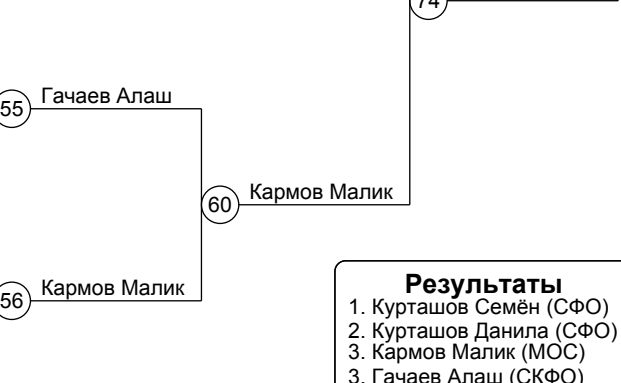 74
Гачаев Алаш
55
Кармов Малик
60
Кармов Малик
56
Результаты
1. Курташов Семён (СФО)
2. Курташов Данила (СФО)
3. Кармов Малик (МОС)
3. Гачаев Алаш (СКФО)